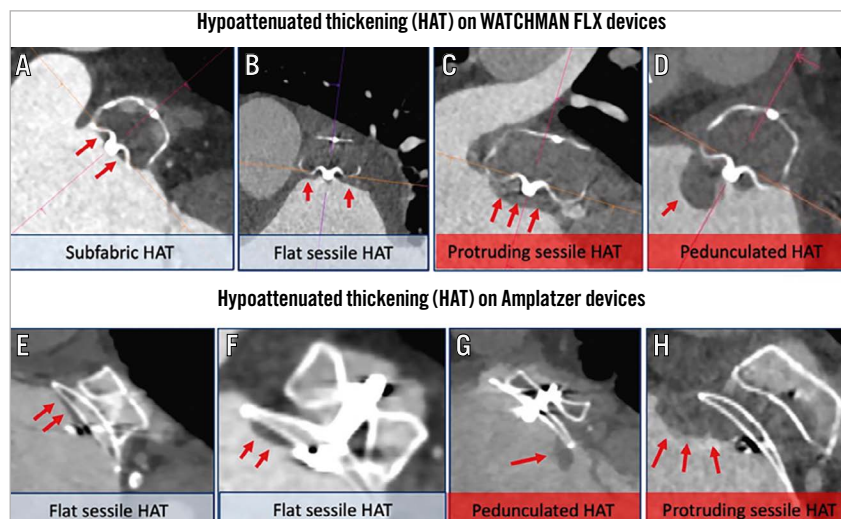 Hypoattenuated thickening (HAT) on WATCHMAN FLX devices
A
B
C
D
Subfabric HAT
Flat sessile HAT
Protruding sessile HAT
Pedunculated HAT
Hypoattenuated thickening (HAT) on Amplatzer devices
E
F
G
H
Flat sessile HAT
Flat sessile HAT
Pedunculated HAT
Protruding sessile HAT